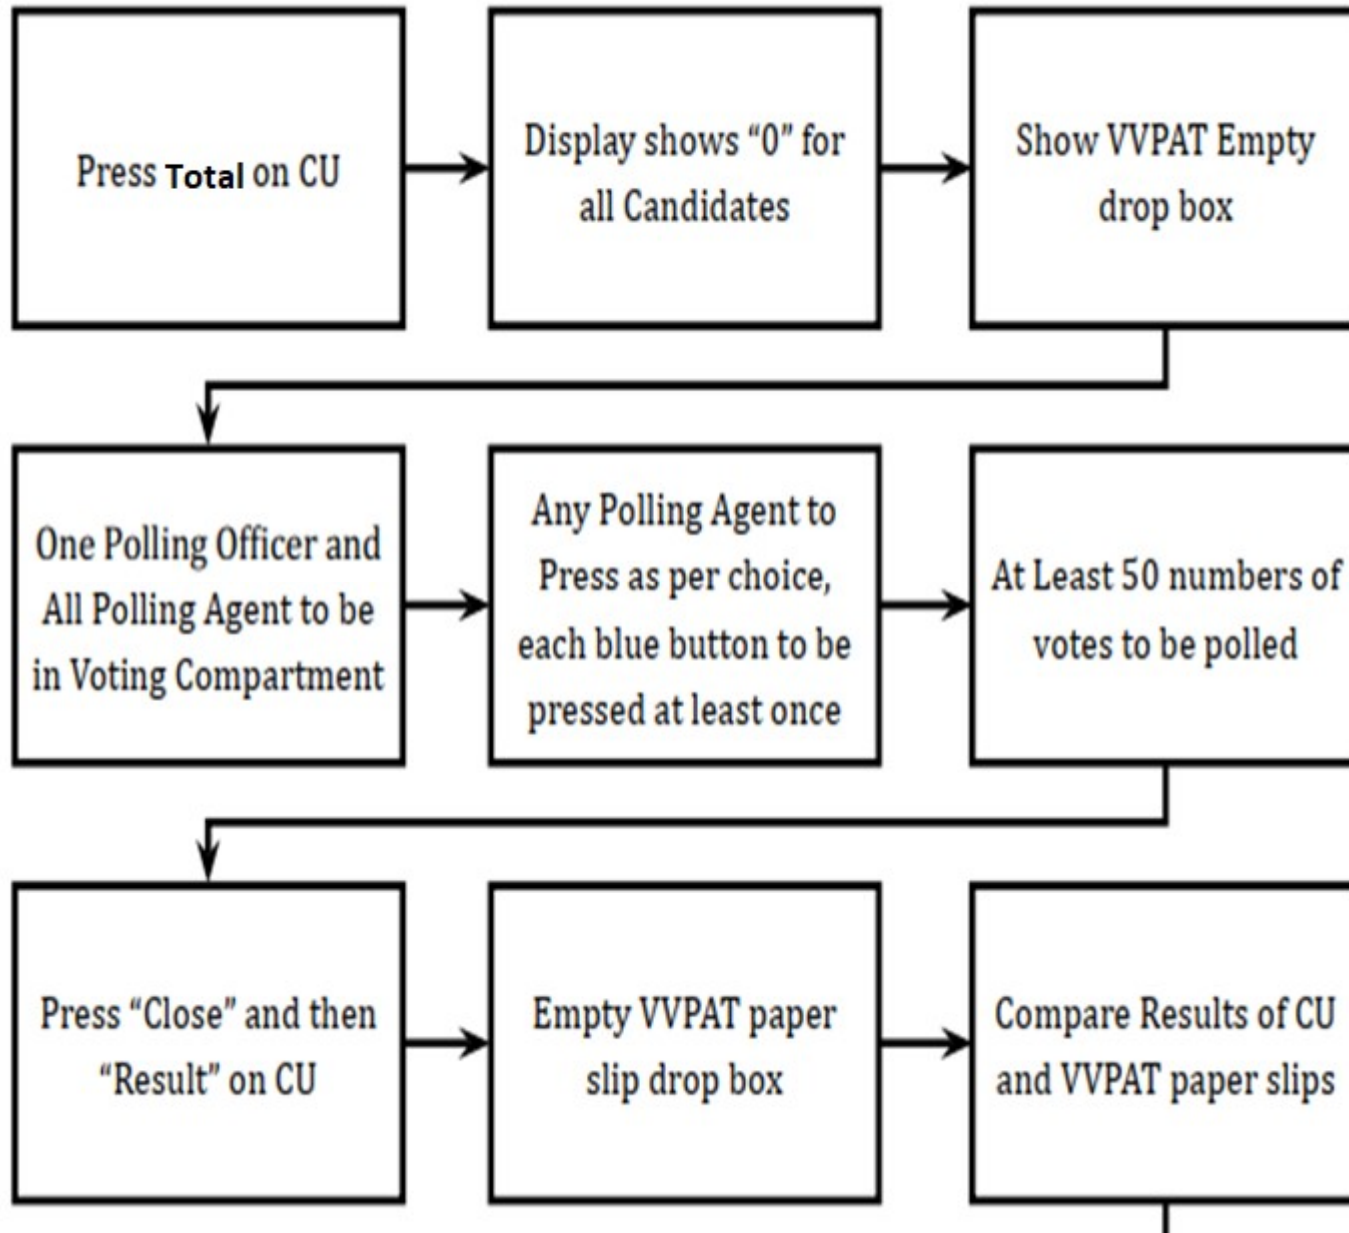 Press Total on CU
Display shows “0” for
all Candidates
Show VVPAT Empty
drop box
One Polling Officer and
All Polling Agent to be
in Voting Compartment
Any Polling Agent to
Press as per choice,
each blue button to be
pressed at least once
At Least 50 numbers of
votes to be polled
Press “Close” and then
“Result” on CU
Empty VVPAT paper
slip drop box
Compare Results of CU
and VVPAT paper slips